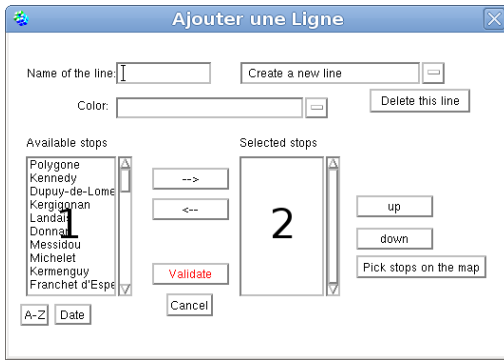 Ajouter une Ligne
Name of the line:
Create a new line
Color:
Delete this line
Available stops
Selected stops
Polygone
Kennedy
Dupuy-de-Lome
Kergigonan
Landais
Donnan
Messidou
Michelet
Kermenguy
Franchet d'Espe
1
-->
<--
2
up
down
Validate
Pick stops on the map
Cancel
A-Z
Date